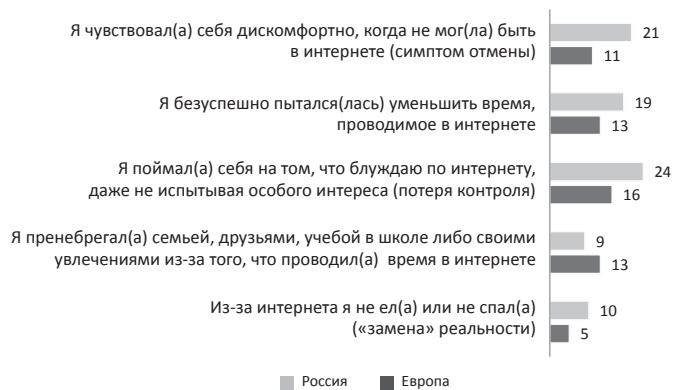 Я чувствовал(а) себя дискомфортно, когда не мог(ла) быть
в интернете (симптом отмены)
21
11
Я безуспешно пытался(лась) уменьшить время,
проводимое в интернете
19
13
Я поймал(а) себя на том, что блуждаю по интернету,
даже не испытывая особого интереса (потеря контроля)
24
16
Я пренебрегал(а) семьей, друзьями, учебой в школе либо своими
увлечениями из-за того, что проводил(а) время в интернете
9
13
Из-за интернета я не ел(а) или не спал(а)
(«замена» реальности)
10
5
Россия Европа